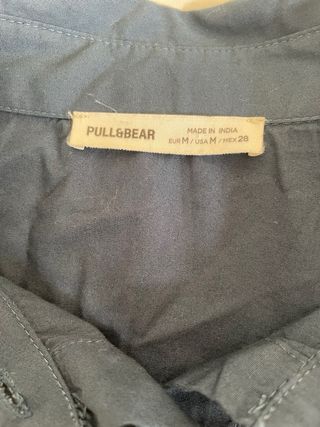 PULL&BEAR
MADE IN INDIA
EUR M / USA M / MEX 28